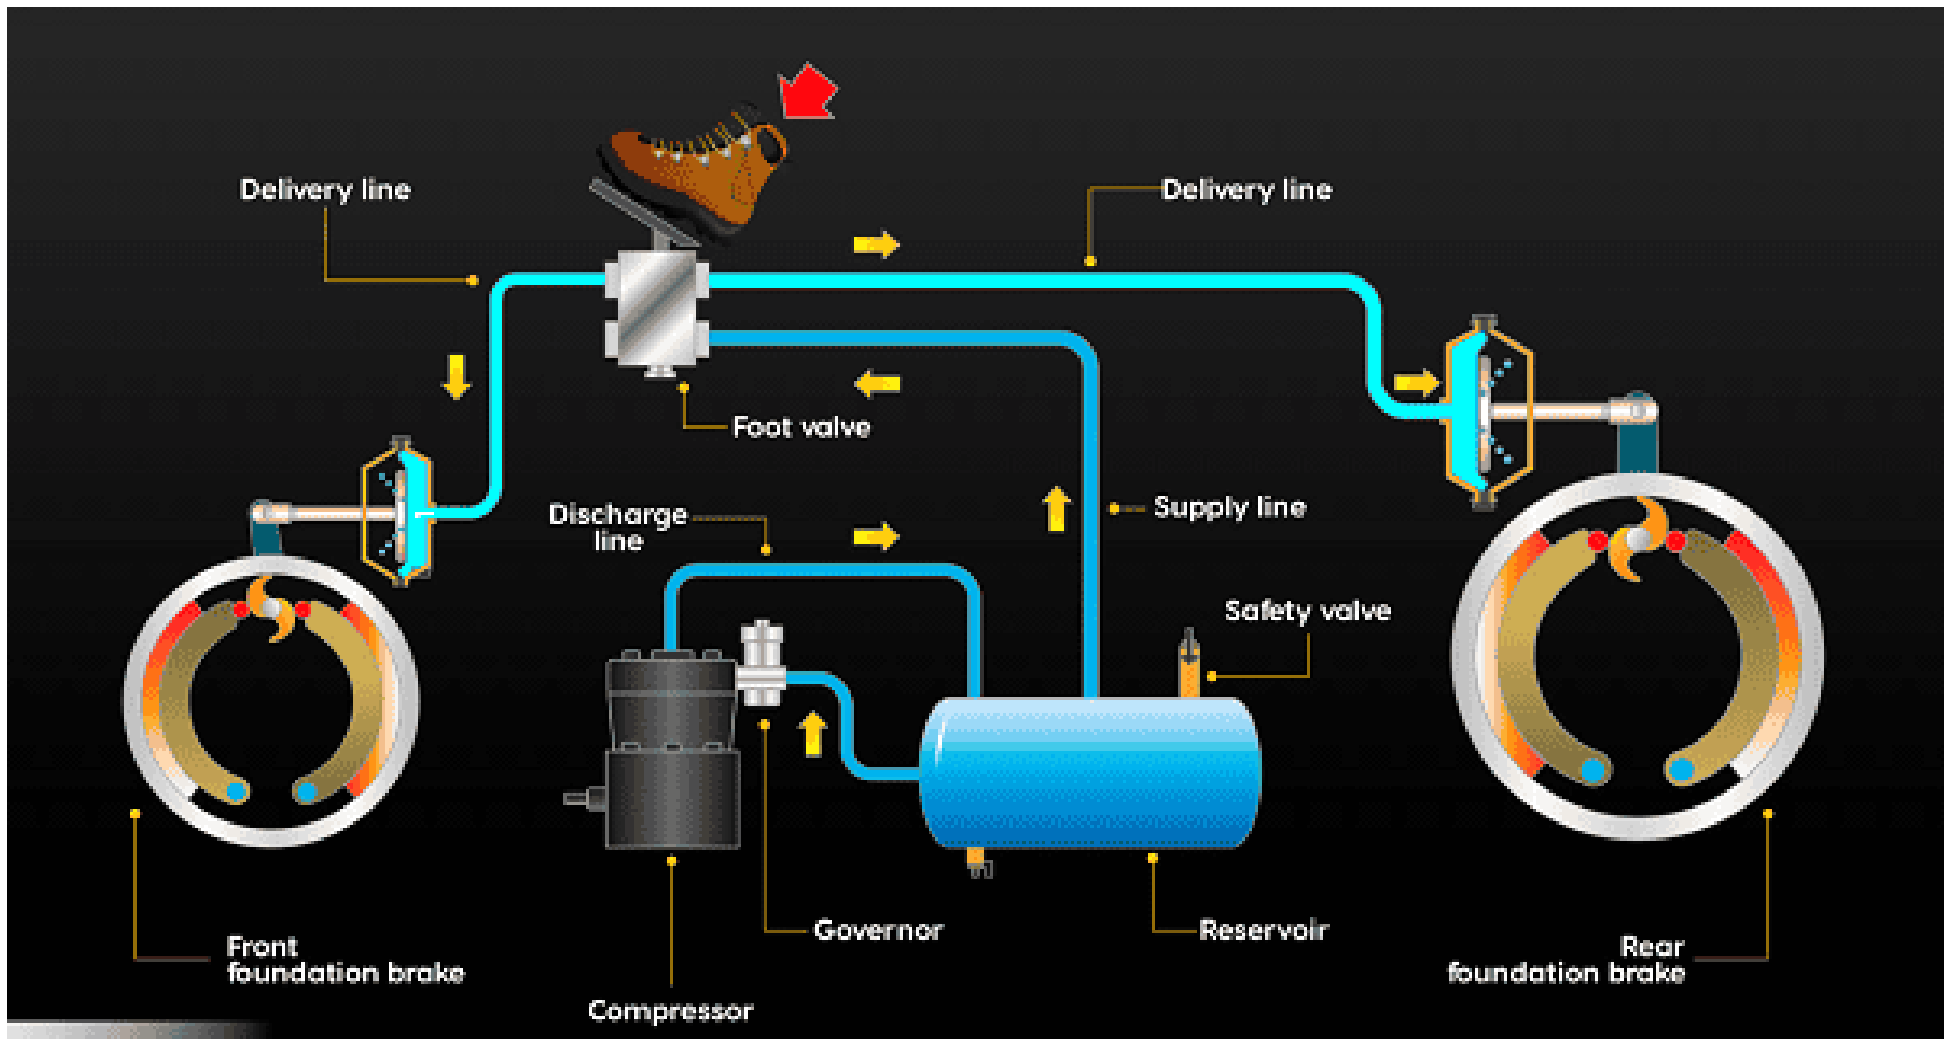 Delivery line
Delivery line
Foot valve
Discharge
line
Supply line
Safety valve
Governor
Reservoir
Front
foundation brake
Rear
foundation brake
Compressor